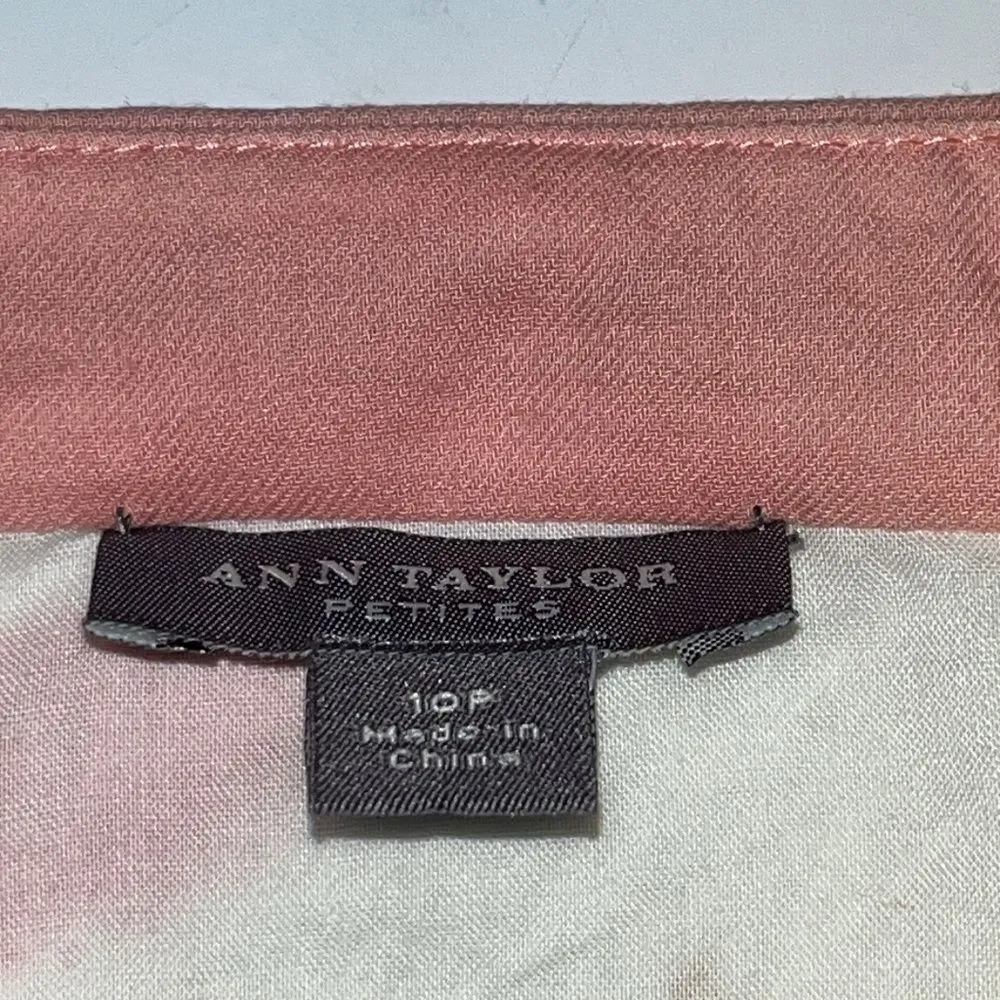 ANN TAYLOR
PETITES
10P
Made in
China